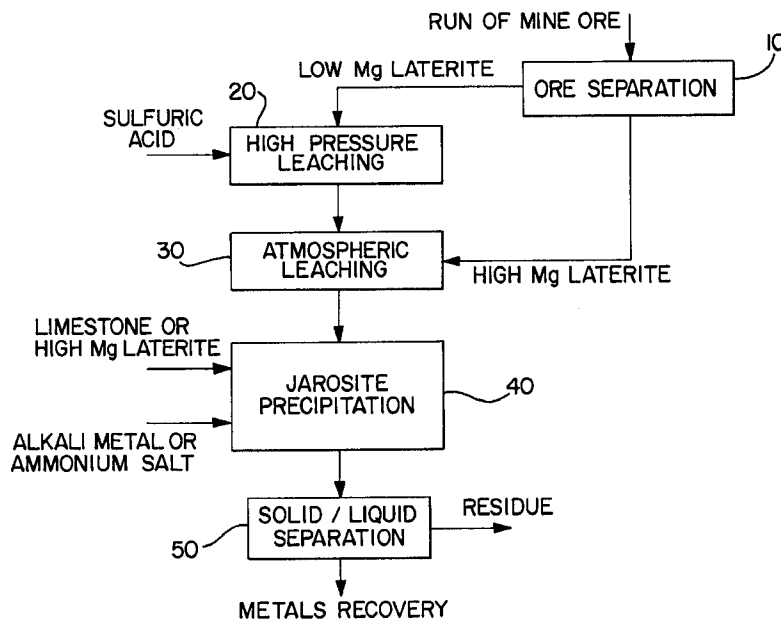 RUN OF MINE ORE
10
ORE SEPARATION
LOW Mg LATERITE
20
SULFURIC
ACID
HIGH PRESSURE
LEACHING
30
ATMOSPHERIC
LEACHING
HIGH Mg LATERITE
LIMESTONE OR
HIGH Mg LATERITE
JAROSITE
PRECIPITATION
40
ALKALI METAL OR
AMMONIUM SALT
50
SOLID / LIQUID
SEPARATION
RESIDUE
METALS RECOVERY